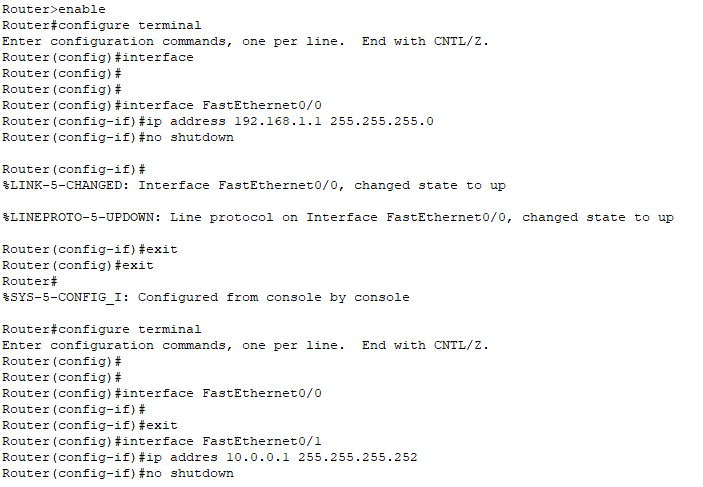 Router>enable
Router#configure terminal
Enter configuration commands, one per line.  End with CNTL/Z.
Router(config)#interface
Router(config)#
Router(config)#
Router(config)#interface FastEthernet0/0
Router(config-if)#ip address 192.168.1.1 255.255.255.0
Router(config-if)#no shutdown

Router(config-if)#
%LINK-5-CHANGED: Interface FastEthernet0/0, changed state to up

%LINEPROTO-5-UPDOWN: Line protocol on Interface FastEthernet0/0, changed state to up

Router(config-if)#exit
Router(config)#exit
Router#
%SYS-5-CONFIG_I: Configured from console by console

Router#configure terminal
Enter configuration commands, one per line.  End with CNTL/Z.
Router(config)#
Router(config)#
Router(config)#interface FastEthernet0/0
Router(config-if)#
Router(config-if)#exit
Router(config)#interface FastEthernet0/1
Router(config-if)#ip addres 10.0.0.1 255.255.255.252
Router(config-if)#no shutdown